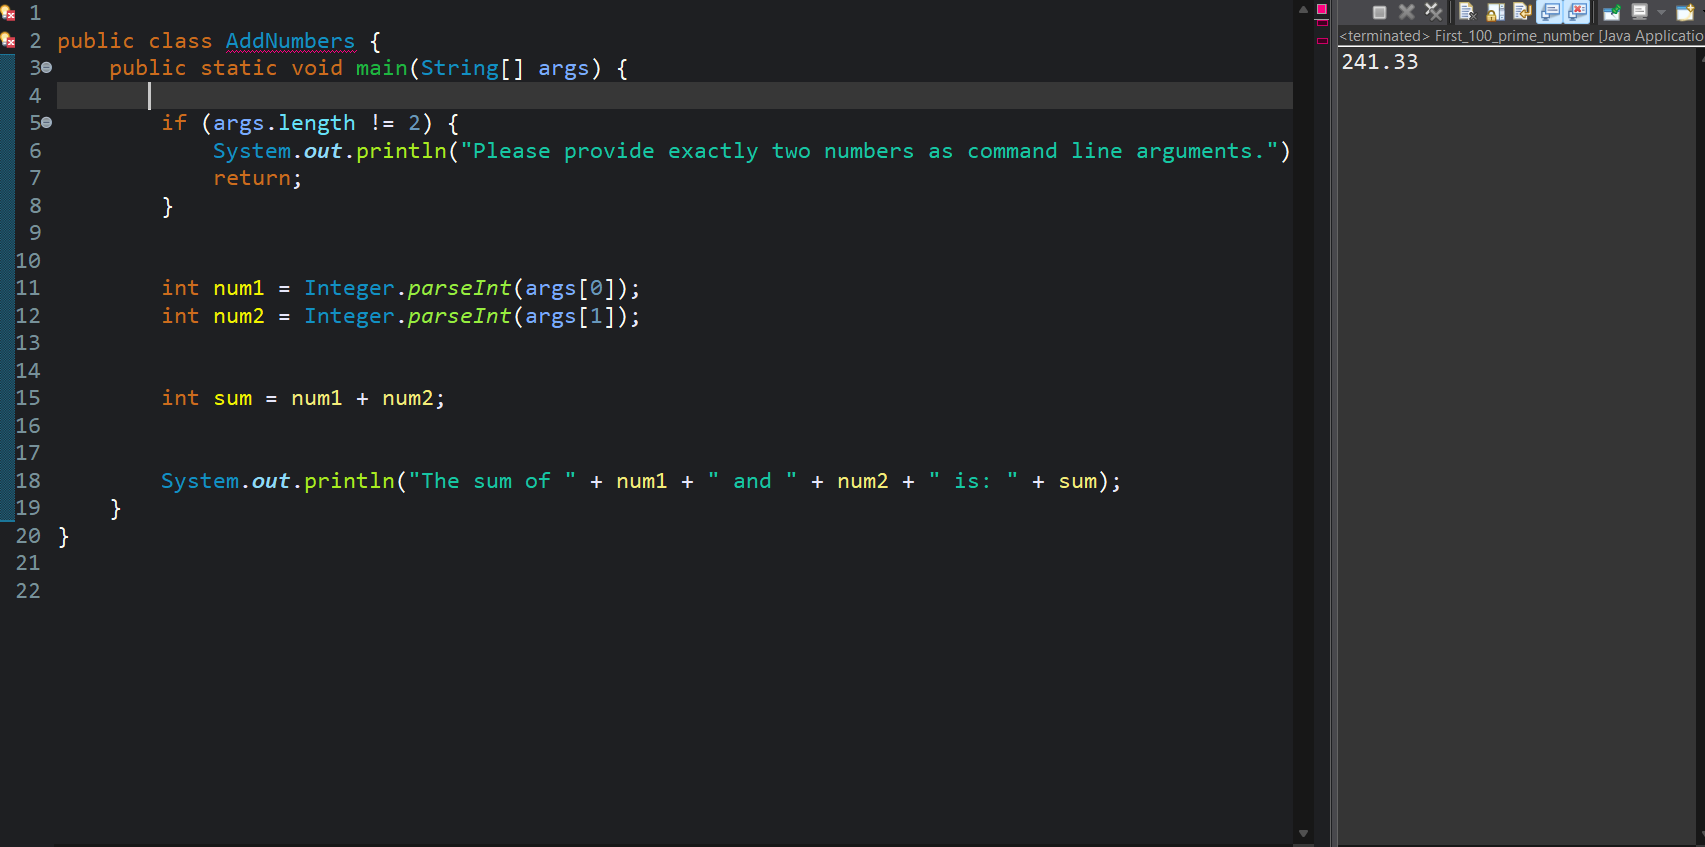 1
2 public class AddNumbers {
3 public static void main(String[] args) {
4
5 if (args.length != 2) {
6 System.out.println("Please provide exactly two numbers as command line arguments.")
7 return;
8 }
9
10
11 int num1 = Integer.parseInt(args[0]);
12 int num2 = Integer.parseInt(args[1]);
13
14
15 int sum = num1 + num2;
16
17
18 System.out.println("The sum of " + num1 + " and " + num2 + " is: " + sum);
19 }
20 }
21
22
<terminated> First_100_prime_number [Java Applicatio
241.33